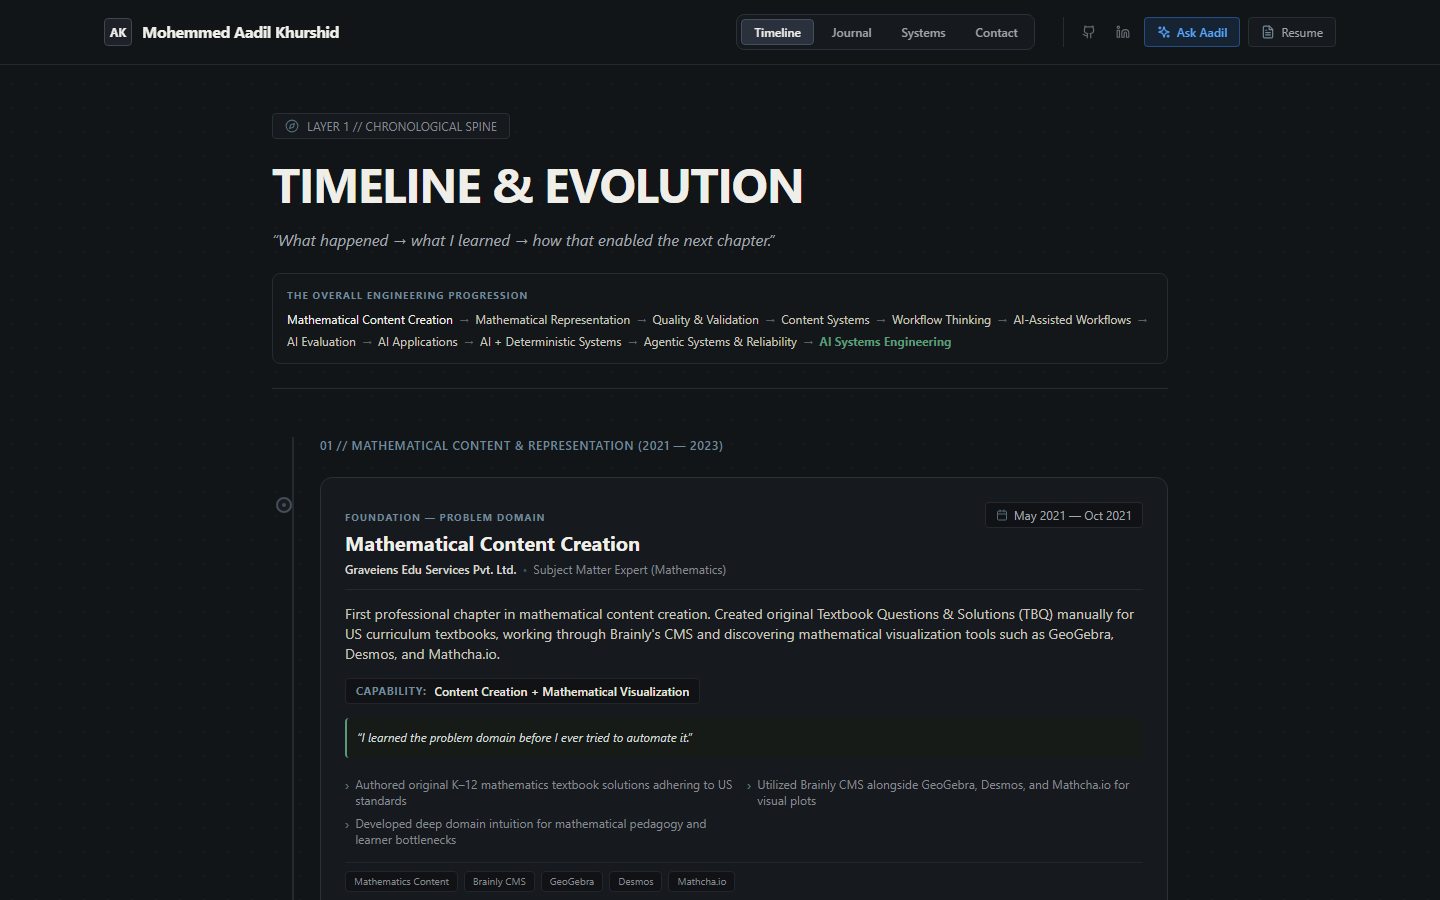 AK Mohemmed Aadil Khurshid
Timeline Journal Systems Contact
Ask Aadil Resume
LAYER 1 // CHRONOLOGICAL SPINE
TIMELINE & EVOLUTION
“What happened → what I learned → how that enabled the next chapter.”
THE OVERALL ENGINEERING PROGRESSION
Mathematical Content Creation → Mathematical Representation → Quality & Validation → Content Systems → Workflow Thinking → AI-Assisted Workflows →
AI Evaluation → AI Applications → AI + Deterministic Systems → Agentic Systems & Reliability → AI Systems Engineering
01 // MATHEMATICAL CONTENT & REPRESENTATION (2021 — 2023)
FOUNDATION — PROBLEM DOMAIN
May 2021 — Oct 2021
Mathematical Content Creation
Graveiens Edu Services Pvt. Ltd. • Subject Matter Expert (Mathematics)
First professional chapter in mathematical content creation. Created original Textbook Questions & Solutions (TBQ) manually for
US curriculum textbooks, working through Brainly's CMS and discovering mathematical visualization tools such as GeoGebra,
Desmos, and Mathcha.io.
CAPABILITY: Content Creation + Mathematical Visualization
“I learned the problem domain before I ever tried to automate it.”
› Authored original K–12 mathematics textbook solutions adhering to US
standards
› Utilized Brainly CMS alongside GeoGebra, Desmos, and Mathcha.io for
visual plots
› Developed deep domain intuition for mathematical pedagogy and
learner bottlenecks
Mathematics Content Brainly CMS GeoGebra Desmos Mathcha.io